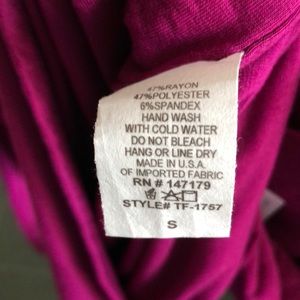 47%RAYON
47%POLYESTER
6%SPANDEX
HAND WASH
WITH COLD WATER
DO NOT BLEACH
HANG OR LINE DRY
MADE IN U.S.A.
OF IMPORTED FABRIC
RN # 147179
STYLE# TF-1757
S